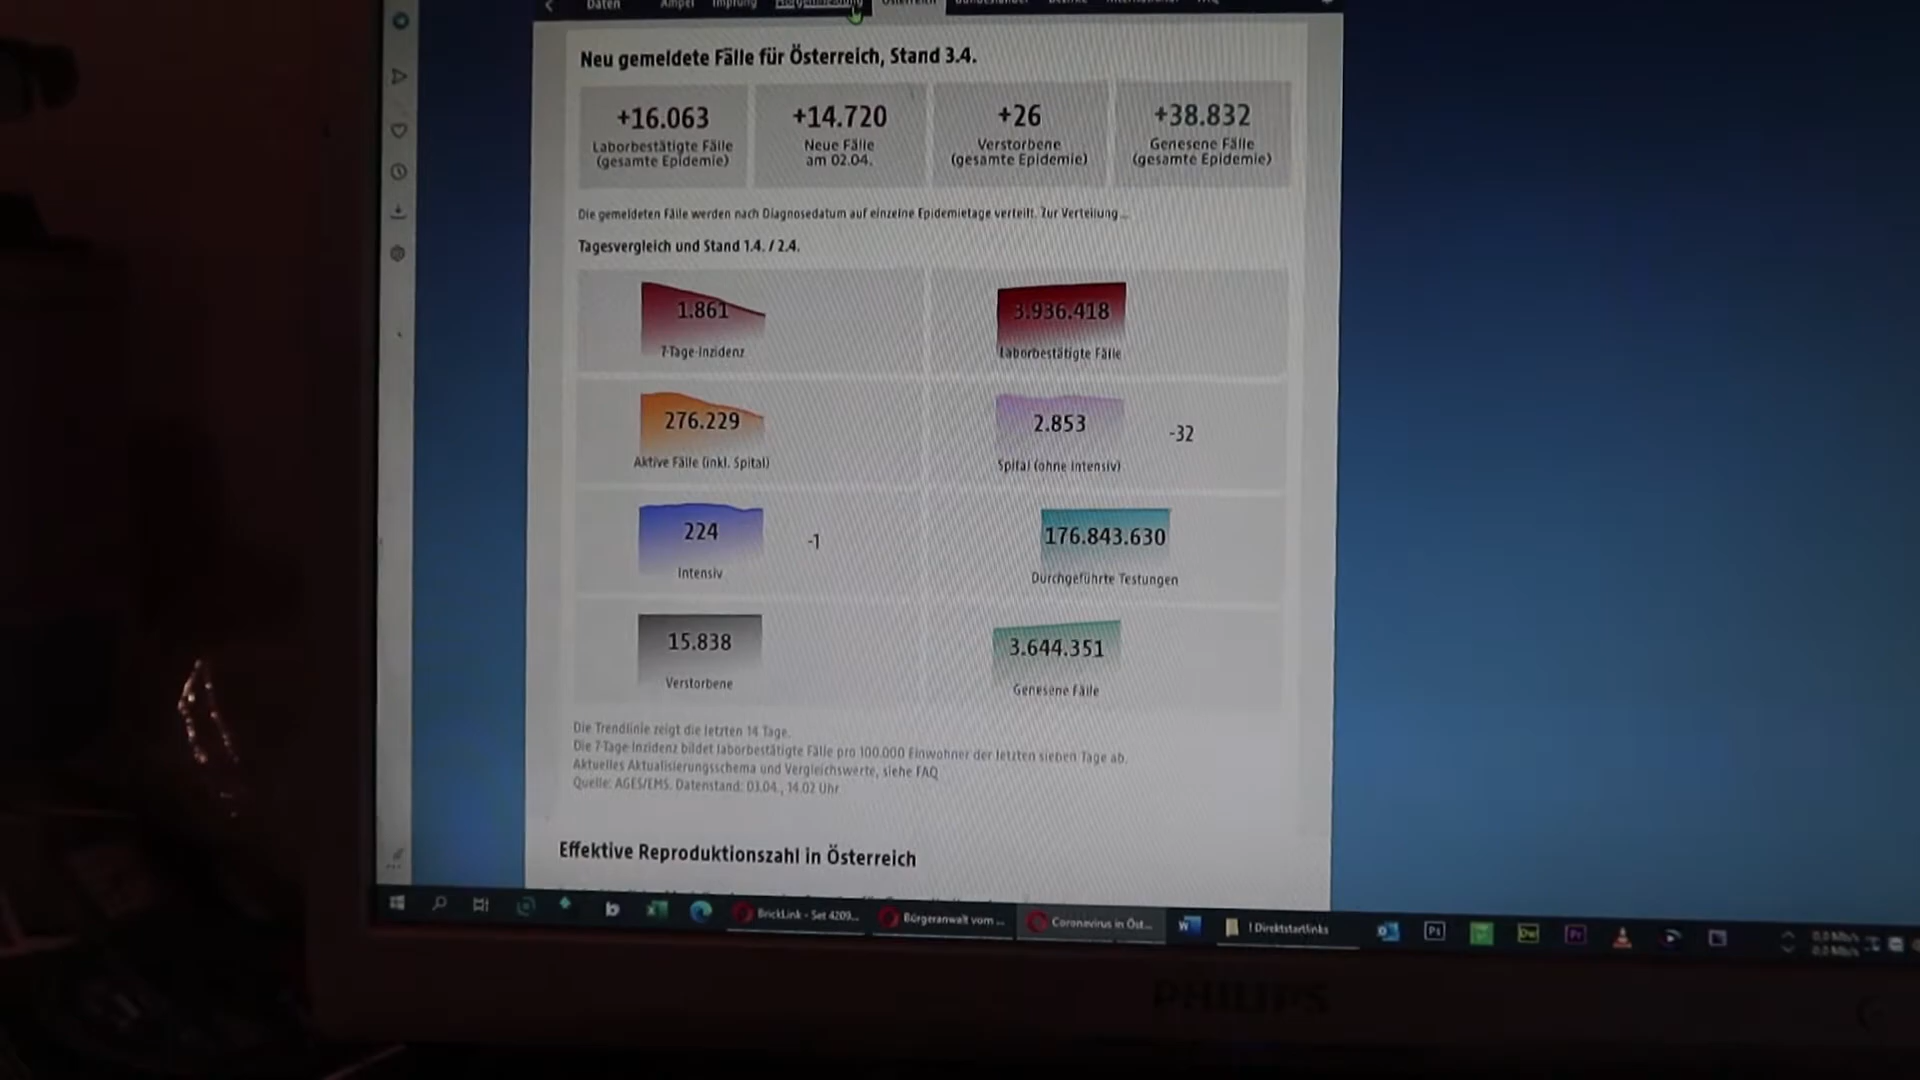 Daten Ampel Impfung Österreich
Neu gemeldete Fälle für Österreich, Stand 3.4.
+16.063
Laborbestätigte Fälle
(gesamte Epidemie)
+14.720
Neue Fälle
am 02.04.
+26
Verstorbene
(gesamte Epidemie)
+38.832
Genesene Fälle
(gesamte Epidemie)
Die gemeldeten Fälle werden nach Diagnosedatum auf einzelne Epidemietage verteilt. Zur Verteilung...
Tagesvergleich und Stand 1.4. / 2.4.
1.861
7-Tage-Inzidenz
3.936.418
Laborbestätigte Fälle
276.229
Aktive Fälle (inkl. Spital)
2.853
-32
Spital (ohne Intensiv)
224
-1
Intensiv
176.843.630
Durchgeführte Testungen
15.838
Verstorbene
3.644.351
Genesene Fälle
Die Trendlinie zeigt die letzten 14 Tage.
Die 7-Tage-Inzidenz bildet laborbestätigte Fälle pro 100.000 Einwohner der letzten sieben Tage ab.
Aktuelles Aktualisierungsschema und Vergleichswerte, siehe FAQ
Quelle: AGES/EMS. Datenstand: 03.04., 14.02 Uhr
Effektive Reproduktionszahl in Österreich
BrickLink - Set 4209...
Bürgeranwalt vom ...
Coronavirus in Öst...
! Direktstartlinks
PHILIPS